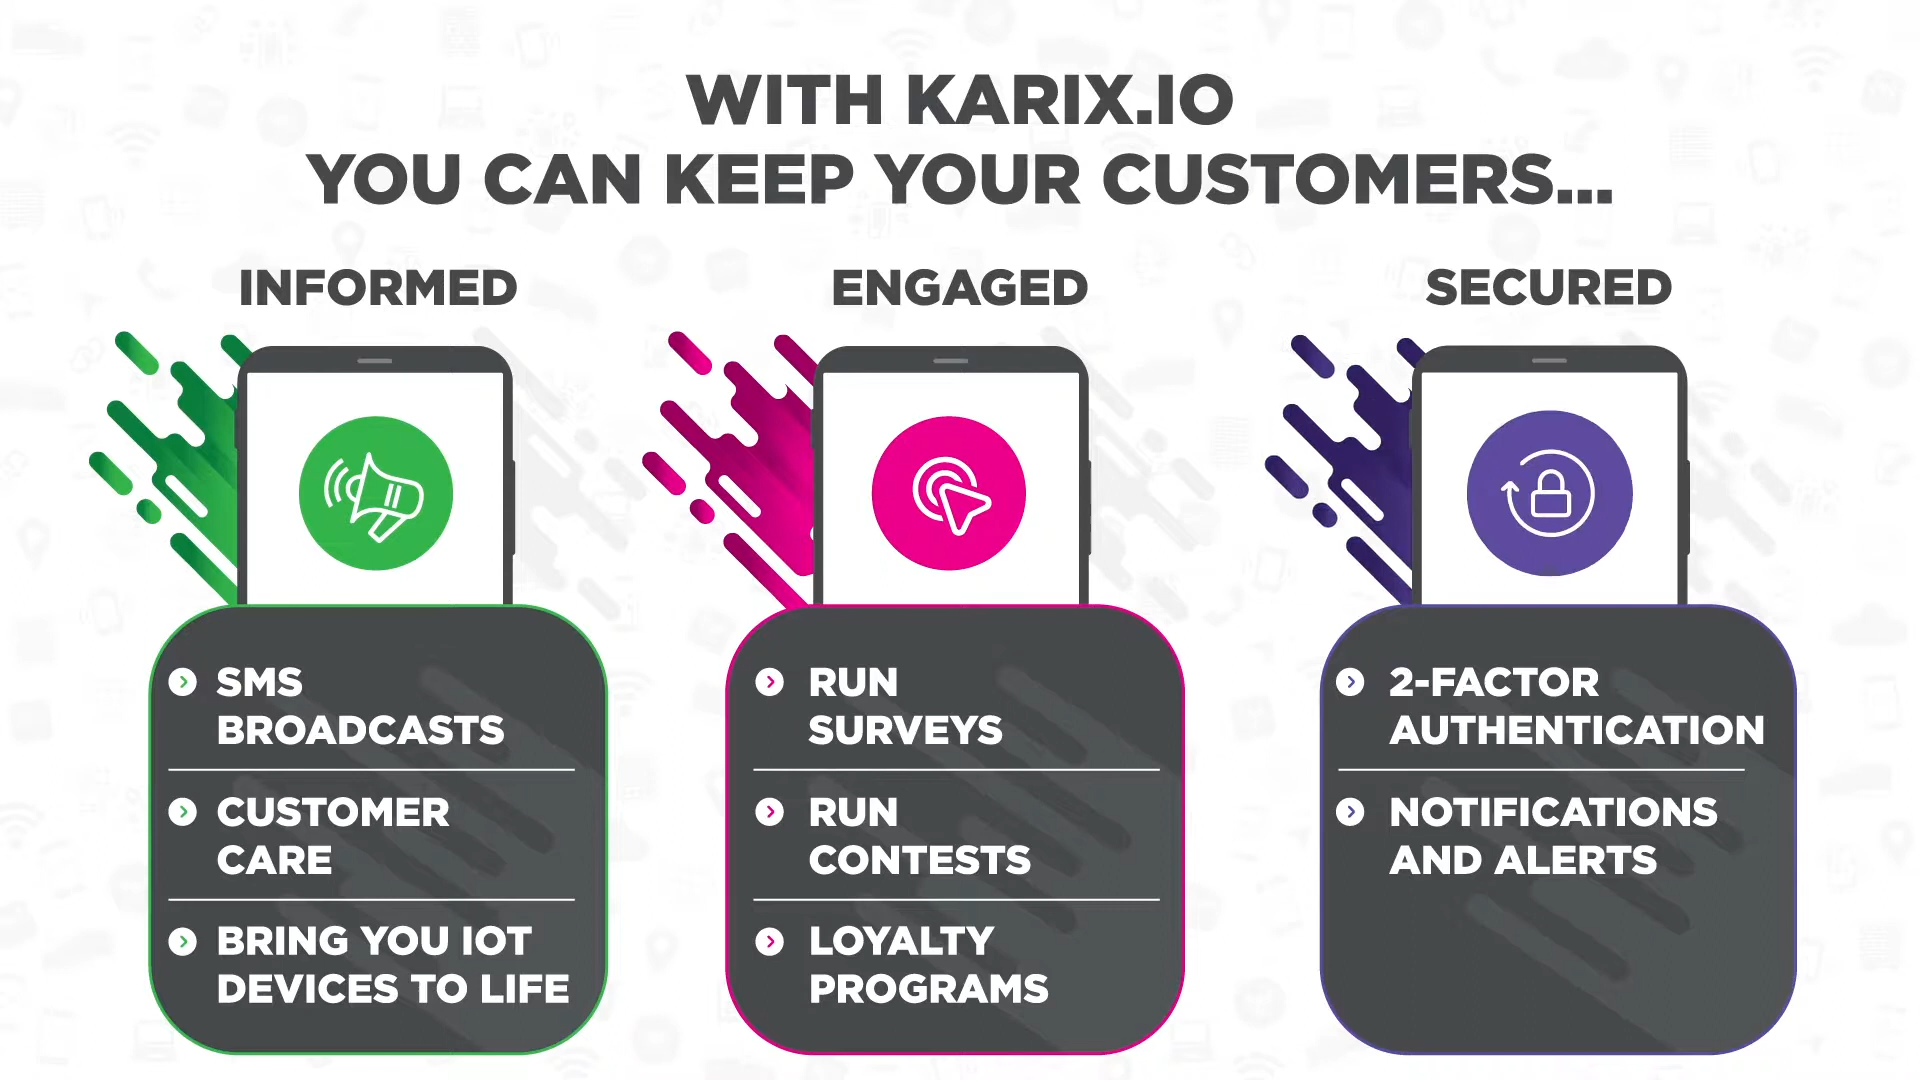 WITH KARIX.IO
YOU CAN KEEP YOUR CUSTOMERS...
INFORMED
SMS
BROADCASTS
CUSTOMER
CARE
BRING YOU IOT
DEVICES TO LIFE
ENGAGED
RUN
SURVEYS
RUN
CONTESTS
LOYALTY
PROGRAMS
SECURED
2-FACTOR
AUTHENTICATION
NOTIFICATIONS
AND ALERTS